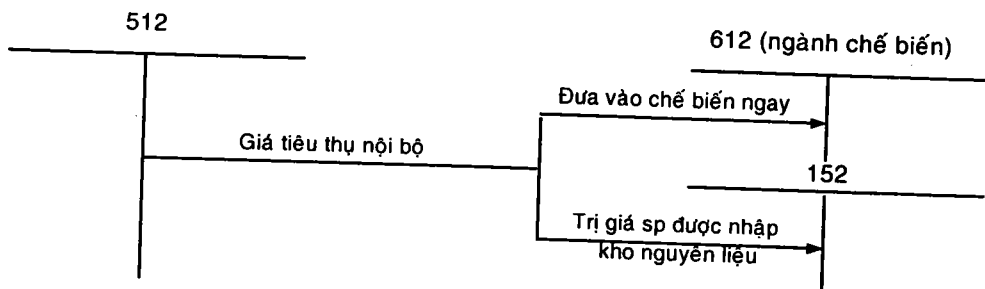 512
612 (ngành chế biến)
Đưa vào chế biến ngay
Giá tiêu thụ nội bộ
152
Trị giá sp được nhập
kho nguyên liệu